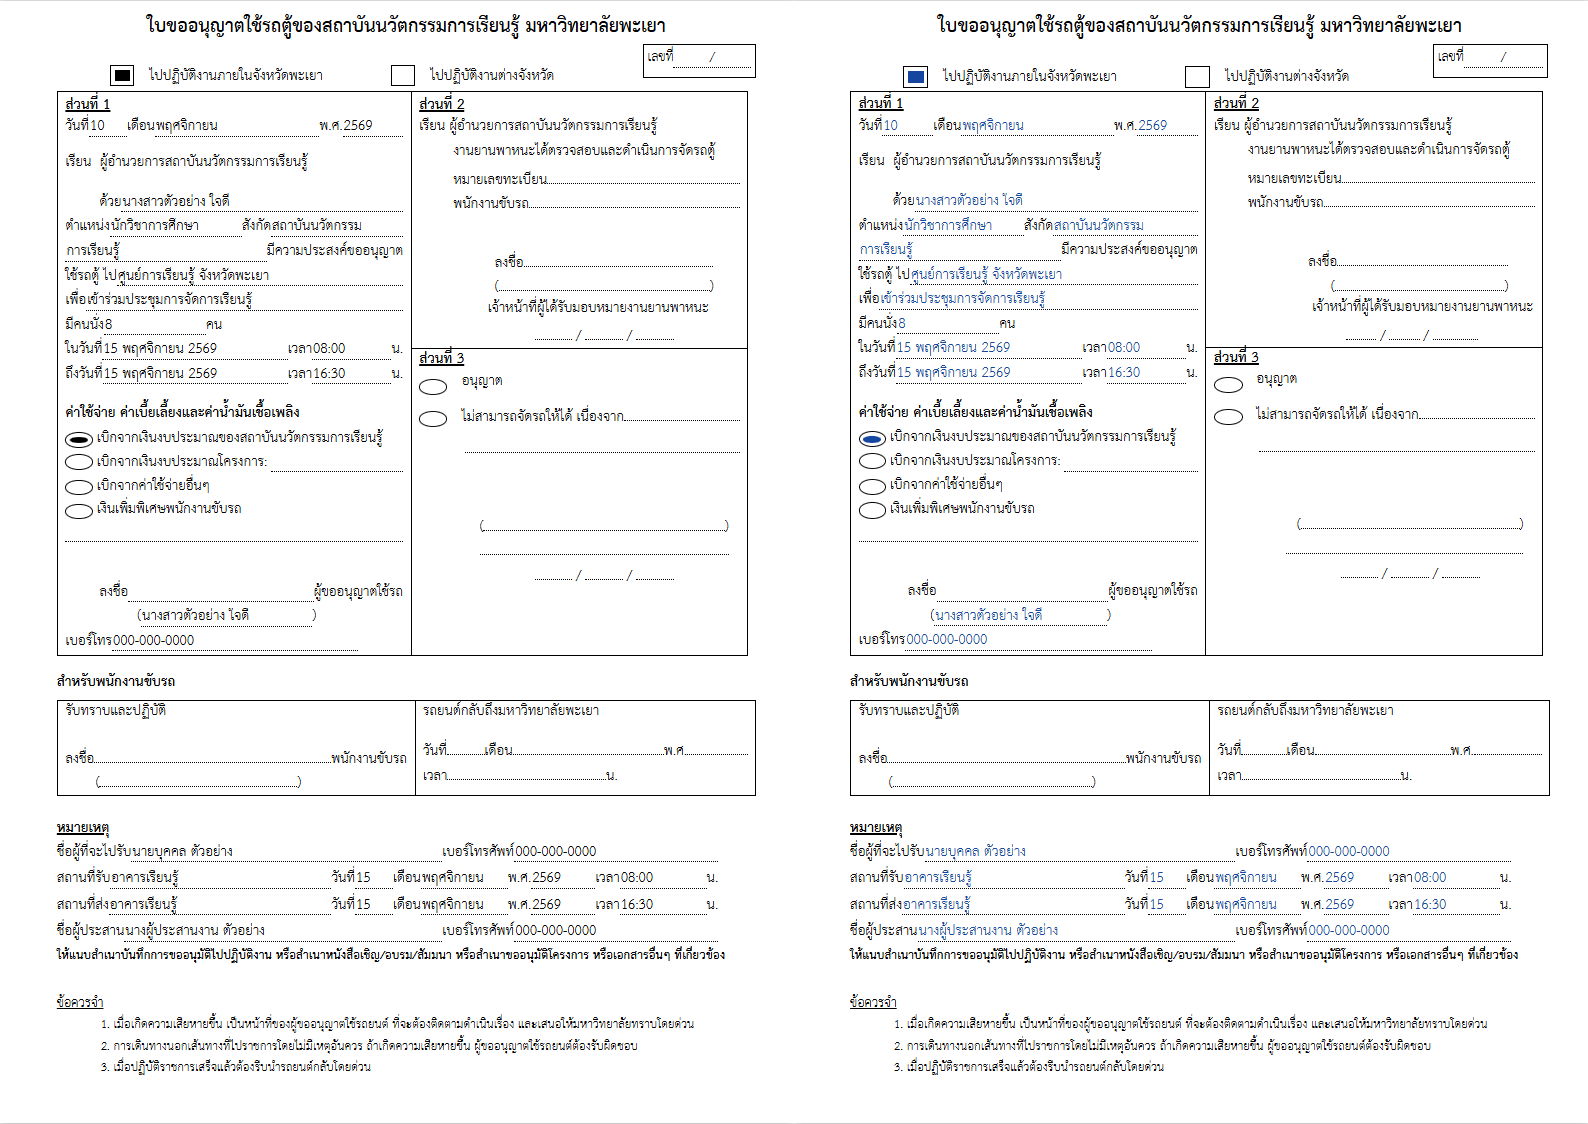 ใบขออนุญาตใช้รถตู้ของสถาบันนวัตกรรมการเรียนรู้ มหาวิทยาลัยพะเยา
เลขที่ /
ไปปฏิบัติงานภายในจังหวัดพะเยา ไปปฏิบัติงานต่างจังหวัด
ส่วนที่ 1
วันที่ 10 เดือนพฤศจิกายน พ.ศ.2569
เรียน ผู้อำนวยการสถาบันนวัตกรรมการเรียนรู้
ด้วยนางสาวตัวอย่าง ใจดี
ตำแหน่งนักวิชาการศึกษา สังกัดสถาบันนวัตกรรม
การเรียนรู้ มีความประสงค์ขออนุญาต
ใช้รถตู้ ไปศูนย์การเรียนรู้ จังหวัดพะเยา
เพื่อเข้าร่วมประชุมการจัดการเรียนรู้
มีคนนั่ง 8 คน
ในวันที่ 15 พฤศจิกายน 2569 เวลา 08:00 น.
ถึงวันที่ 15 พฤศจิกายน 2569 เวลา 16:30 น.
ค่าใช้จ่าย ค่าเบี้ยเลี้ยงและค่าน้ำมันเชื้อเพลิง
เบิกจากเงินงบประมาณของสถาบันนวัตกรรมการเรียนรู้
เบิกจากเงินงบประมาณโครงการ:
เบิกจากค่าใช้จ่ายอื่นๆ
เงินเพิ่มพิเศษพนักงานขับรถ
ลงชื่อ ผู้ขออนุญาตใช้รถ
(นางสาวตัวอย่าง ใจดี )
เบอร์โทร 000-000-0000
ส่วนที่ 2
เรียน ผู้อำนวยการสถาบันนวัตกรรมการเรียนรู้
งานยานพาหนะได้ตรวจสอบและดำเนินการจัดรถตู้
หมายเลขทะเบียน
พนักงานขับรถ
ลงชื่อ
( )
เจ้าหน้าที่ผู้ได้รับมอบหมายงานยานพาหนะ
/ /
ส่วนที่ 3
อนุญาต
ไม่สามารถจัดรถให้ได้ เนื่องจาก
( )
/ /
สำหรับพนักงานขับรถ
รับทราบและปฏิบัติ
ลงชื่อ พนักงานขับรถ
( )
รถยนต์กลับถึงมหาวิทยาลัยพะเยา
วันที่ เดือน พ.ศ.
เวลา น.
หมายเหตุ
ชื่อผู้ที่จะไปรับนายบุคคล ตัวอย่าง เบอร์โทรศัพท์ 000-000-0000
สถานที่รับอาคารเรียนรู้ วันที่ 15 เดือนพฤศจิกายน พ.ศ.2569 เวลา 08:00 น.
สถานที่ส่งอาคารเรียนรู้ วันที่ 15 เดือนพฤศจิกายน พ.ศ.2569 เวลา 16:30 น.
ชื่อผู้ประสานนางผู้ประสานงาน ตัวอย่าง เบอร์โทรศัพท์ 000-000-0000
ให้แนบสำเนาบันทึกการขออนุมัติไปปฏิบัติงาน หรือสำเนาหนังสือเชิญ/อบรม/สัมมนา หรือสำเนาขออนุมัติโครงการ หรือเอกสารอื่นๆ ที่เกี่ยวข้อง
ข้อควรจำ
1. เมื่อเกิดความเสียหายขึ้น เป็นหน้าที่ของผู้ขออนุญาตใช้รถยนต์ ที่จะต้องติดตามดำเนินเรื่อง และเสนอให้มหาวิทยาลัยทราบโดยด่วน
2. การเดินทางนอกเส้นทางที่ไปราชการโดยไม่มีเหตุอันควร ถ้าเกิดความเสียหายขึ้น ผู้ขออนุญาตใช้รถยนต์ต้องรับผิดชอบ
3. เมื่อปฏิบัติราชการเสร็จแล้วต้องรีบนำรถยนต์กลับโดยด่วน
ใบขออนุญาตใช้รถตู้ของสถาบันนวัตกรรมการเรียนรู้ มหาวิทยาลัยพะเยา
เลขที่ /
ไปปฏิบัติงานภายในจังหวัดพะเยา ไปปฏิบัติงานต่างจังหวัด
ส่วนที่ 1
วันที่ 10 เดือนพฤศจิกายน พ.ศ.2569
เรียน ผู้อำนวยการสถาบันนวัตกรรมการเรียนรู้
ด้วยนางสาวตัวอย่าง ใจดี
ตำแหน่งนักวิชาการศึกษา สังกัดสถาบันนวัตกรรม
การเรียนรู้ มีความประสงค์ขออนุญาต
ใช้รถตู้ ไปศูนย์การเรียนรู้ จังหวัดพะเยา
เพื่อเข้าร่วมประชุมการจัดการเรียนรู้
มีคนนั่ง 8 คน
ในวันที่ 15 พฤศจิกายน 2569 เวลา 08:00 น.
ถึงวันที่ 15 พฤศจิกายน 2569 เวลา 16:30 น.
ค่าใช้จ่าย ค่าเบี้ยเลี้ยงและค่าน้ำมันเชื้อเพลิง
เบิกจากเงินงบประมาณของสถาบันนวัตกรรมการเรียนรู้
เบิกจากเงินงบประมาณโครงการ:
เบิกจากค่าใช้จ่ายอื่นๆ
เงินเพิ่มพิเศษพนักงานขับรถ
ลงชื่อ ผู้ขออนุญาตใช้รถ
(นางสาวตัวอย่าง ใจดี )
เบอร์โทร 000-000-0000
ส่วนที่ 2
เรียน ผู้อำนวยการสถาบันนวัตกรรมการเรียนรู้
งานยานพาหนะได้ตรวจสอบและดำเนินการจัดรถตู้
หมายเลขทะเบียน
พนักงานขับรถ
ลงชื่อ
( )
เจ้าหน้าที่ผู้ได้รับมอบหมายงานยานพาหนะ
/ /
ส่วนที่ 3
อนุญาต
ไม่สามารถจัดรถให้ได้ เนื่องจาก
( )
/ /
สำหรับพนักงานขับรถ
รับทราบและปฏิบัติ
ลงชื่อ พนักงานขับรถ
( )
รถยนต์กลับถึงมหาวิทยาลัยพะเยา
วันที่ เดือน พ.ศ.
เวลา น.
หมายเหตุ
ชื่อผู้ที่จะไปรับนายบุคคล ตัวอย่าง เบอร์โทรศัพท์ 000-000-0000
สถานที่รับอาคารเรียนรู้ วันที่ 15 เดือนพฤศจิกายน พ.ศ.2569 เวลา 08:00 น.
สถานที่ส่งอาคารเรียนรู้ วันที่ 15 เดือนพฤศจิกายน พ.ศ.2569 เวลา 16:30 น.
ชื่อผู้ประสานนางผู้ประสานงาน ตัวอย่าง เบอร์โทรศัพท์ 000-000-0000
ให้แนบสำเนาบันทึกการขออนุมัติไปปฏิบัติงาน หรือสำเนาหนังสือเชิญ/อบรม/สัมมนา หรือสำเนาขออนุมัติโครงการ หรือเอกสารอื่นๆ ที่เกี่ยวข้อง
ข้อควรจำ
1. เมื่อเกิดความเสียหายขึ้น เป็นหน้าที่ของผู้ขออนุญาตใช้รถยนต์ ที่จะต้องติดตามดำเนินเรื่อง และเสนอให้มหาวิทยาลัยทราบโดยด่วน
2. การเดินทางนอกเส้นทางที่ไปราชการโดยไม่มีเหตุอันควร ถ้าเกิดความเสียหายขึ้น ผู้ขออนุญาตใช้รถยนต์ต้องรับผิดชอบ
3. เมื่อปฏิบัติราชการเสร็จแล้วต้องรีบนำรถยนต์กลับโดยด่วน